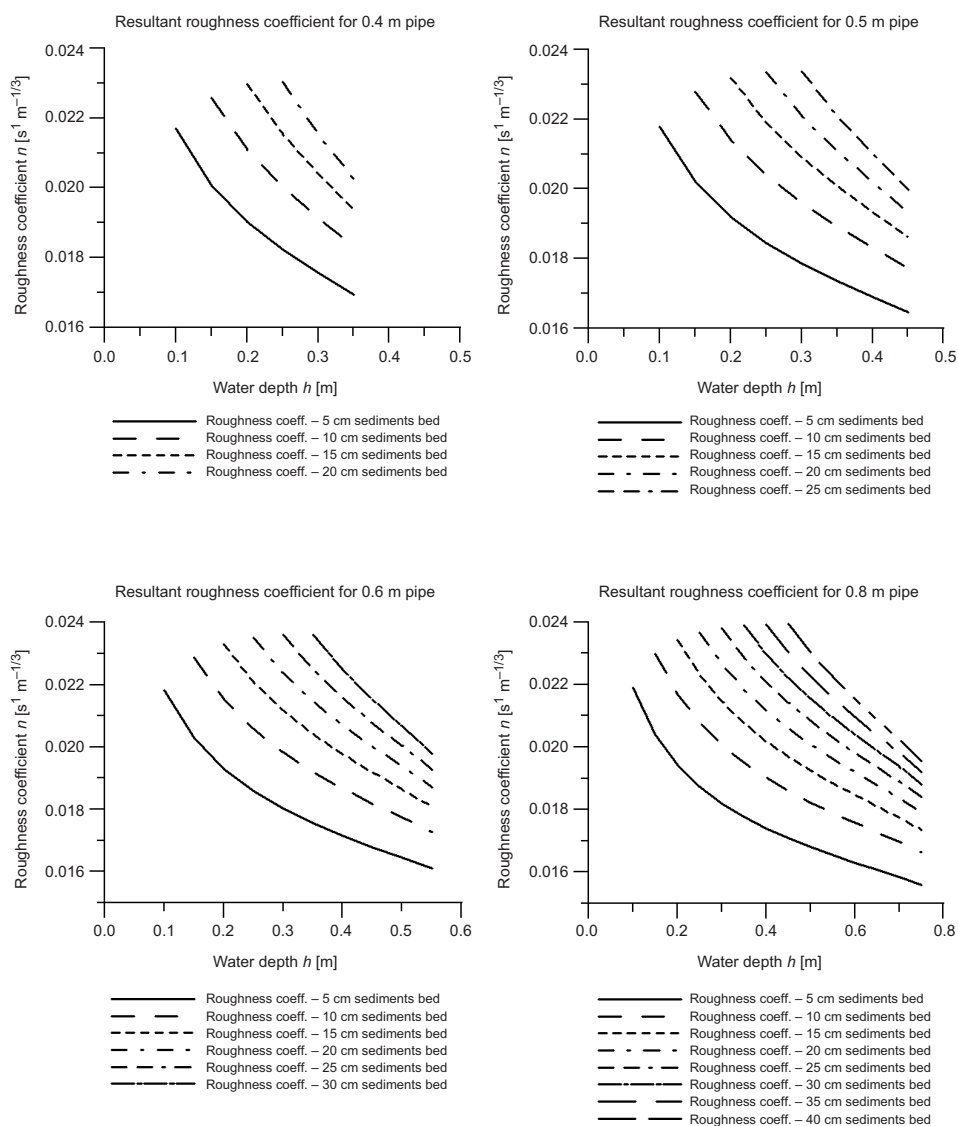 Resultant roughness coefficient for 0.4 m pipe
0.024
0.022
0.020
0.018
0.016
Roughness coefficient n [s¹ m⁻¹/³]
0.0 0.1 0.2 0.3 0.4 0.5
Water depth h [m]
Roughness coeff. – 5 cm sediments bed
Roughness coeff. – 10 cm sediments bed
Roughness coeff. – 15 cm sediments bed
Roughness coeff. – 20 cm sediments bed
Resultant roughness coefficient for 0.5 m pipe
0.024
0.022
0.020
0.018
0.016
Roughness coefficient n [s¹ m⁻¹/³]
0.0 0.1 0.2 0.3 0.4 0.5
Water depth h [m]
Roughness coeff. – 5 cm sediments bed
Roughness coeff. – 10 cm sediments bed
Roughness coeff. – 15 cm sediments bed
Roughness coeff. – 20 cm sediments bed
Roughness coeff. – 25 cm sediments bed
Resultant roughness coefficient for 0.6 m pipe
0.024
0.022
0.020
0.018
0.016
Roughness coefficient n [s¹ m⁻¹/³]
0.0 0.1 0.2 0.3 0.4 0.5 0.6
Water depth h [m]
Roughness coeff. – 5 cm sediments bed
Roughness coeff. – 10 cm sediments bed
Roughness coeff. – 15 cm sediments bed
Roughness coeff. – 20 cm sediments bed
Roughness coeff. – 25 cm sediments bed
Roughness coeff. – 30 cm sediments bed
Resultant roughness coefficient for 0.8 m pipe
0.024
0.022
0.020
0.018
0.016
Roughness coefficient n [s¹ m⁻¹/³]
0.0 0.2 0.4 0.6 0.8
Water depth h [m]
Roughness coeff. – 5 cm sediments bed
Roughness coeff. – 10 cm sediments bed
Roughness coeff. – 15 cm sediments bed
Roughness coeff. – 20 cm sediments bed
Roughness coeff. – 25 cm sediments bed
Roughness coeff. – 30 cm sediments bed
Roughness coeff. – 35 cm sediments bed
Roughness coeff. – 40 cm sediments bed